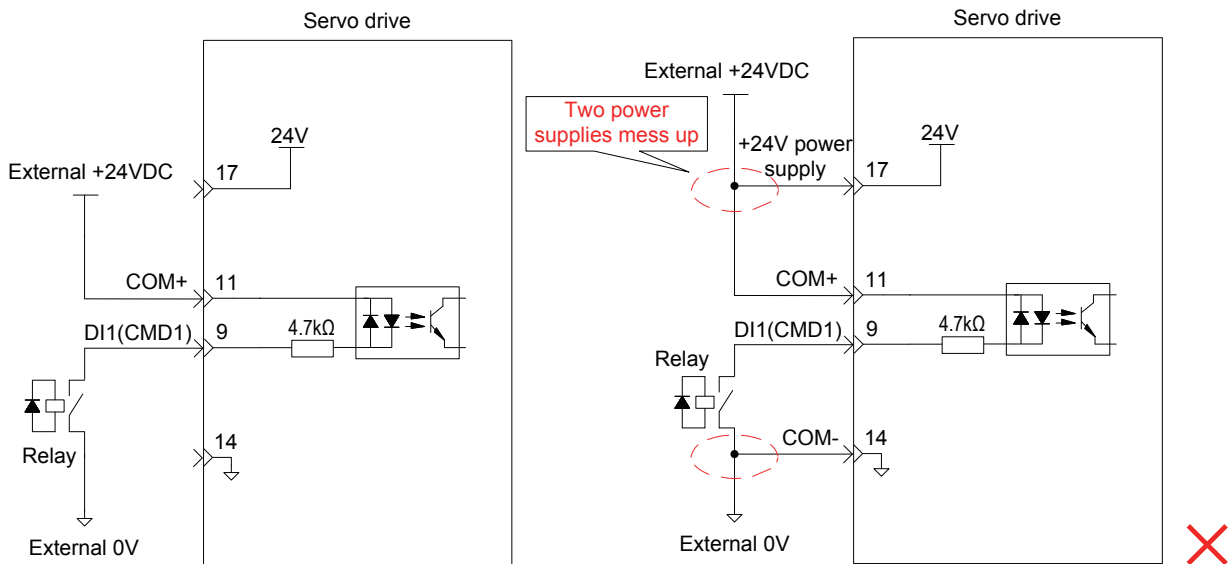 Servo drive
External +24VDC
24V
17
COM+
11
DI1(CMD1)
9
4.7kΩ
Relay
14
External 0V
Servo drive
External +24VDC
Two power
supplies mess up
+24V power
supply
24V
17
COM+
11
DI1(CMD1)
9
4.7kΩ
Relay
COM-
14
External 0V